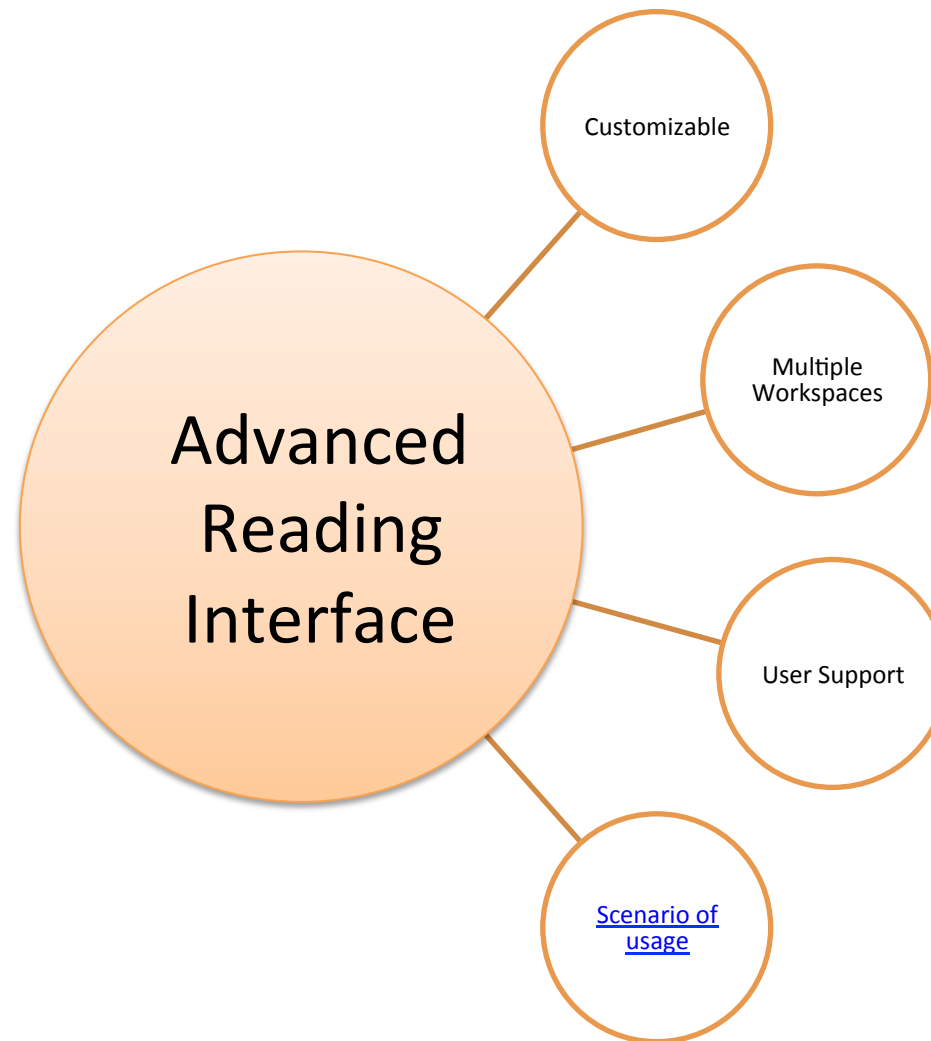 Customizable
Multiple
Workspaces
Advanced
Reading
Interface
User Support
Scenario of
usage